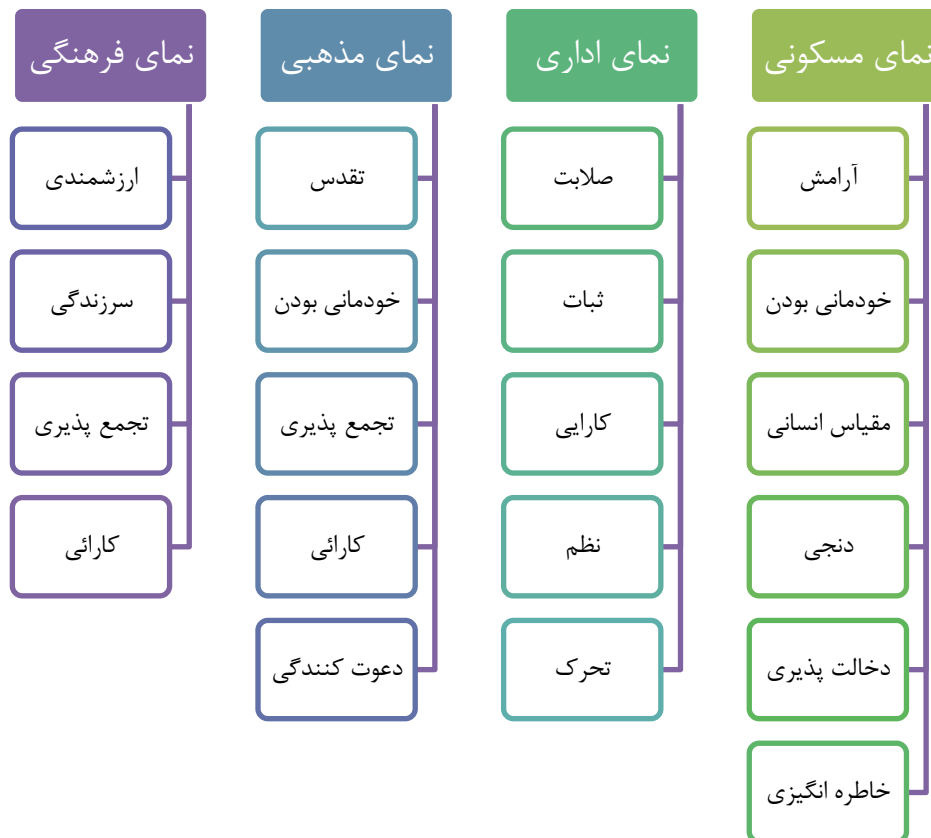 نمای مسکونی
آرامش
خودمانی بودن
مقیاس انسانی
دنجی
دخالت پذیری
خاطره انگیزی
نمای اداری
صلابت
ثبات
کارایی
نظم
تحرک
نمای مذهبی
تقدس
خودمانی بودن
تجمع پذیری
کارائی
دعوت کنندگی
نمای فرهنگی
ارزشمندی
سرزندگی
تجمع پذیری
کارائی